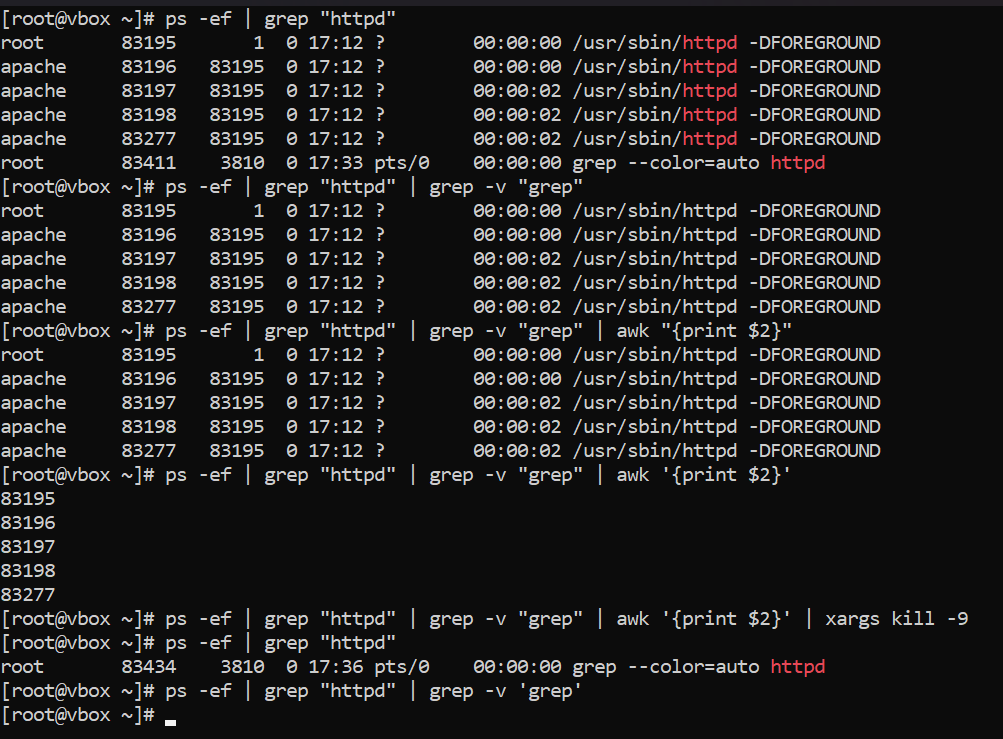 [root@vbox ~]# ps -ef | grep "httpd"
root       83195       1  0 17:12 ?        00:00:00 /usr/sbin/httpd -DFOREGROUND
apache     83196   83195  0 17:12 ?        00:00:00 /usr/sbin/httpd -DFOREGROUND
apache     83197   83195  0 17:12 ?        00:00:02 /usr/sbin/httpd -DFOREGROUND
apache     83198   83195  0 17:12 ?        00:00:02 /usr/sbin/httpd -DFOREGROUND
apache     83277   83195  0 17:12 ?        00:00:02 /usr/sbin/httpd -DFOREGROUND
root       83411    3810  0 17:33 pts/0    00:00:00 grep --color=auto httpd
[root@vbox ~]# ps -ef | grep "httpd" | grep -v "grep"
root       83195       1  0 17:12 ?        00:00:00 /usr/sbin/httpd -DFOREGROUND
apache     83196   83195  0 17:12 ?        00:00:00 /usr/sbin/httpd -DFOREGROUND
apache     83197   83195  0 17:12 ?        00:00:02 /usr/sbin/httpd -DFOREGROUND
apache     83198   83195  0 17:12 ?        00:00:02 /usr/sbin/httpd -DFOREGROUND
apache     83277   83195  0 17:12 ?        00:00:02 /usr/sbin/httpd -DFOREGROUND
[root@vbox ~]# ps -ef | grep "httpd" | grep -v "grep" | awk "{print $2}"
root       83195       1  0 17:12 ?        00:00:00 /usr/sbin/httpd -DFOREGROUND
apache     83196   83195  0 17:12 ?        00:00:00 /usr/sbin/httpd -DFOREGROUND
apache     83197   83195  0 17:12 ?        00:00:02 /usr/sbin/httpd -DFOREGROUND
apache     83198   83195  0 17:12 ?        00:00:02 /usr/sbin/httpd -DFOREGROUND
apache     83277   83195  0 17:12 ?        00:00:02 /usr/sbin/httpd -DFOREGROUND
[root@vbox ~]# ps -ef | grep "httpd" | grep -v "grep" | awk '{print $2}'
83195
83196
83197
83198
83277
[root@vbox ~]# ps -ef | grep "httpd" | grep -v "grep" | awk '{print $2}' | xargs kill -9
[root@vbox ~]# ps -ef | grep "httpd"
root       83434    3810  0 17:36 pts/0    00:00:00 grep --color=auto httpd
[root@vbox ~]# ps -ef | grep "httpd" | grep -v 'grep'
[root@vbox ~]#